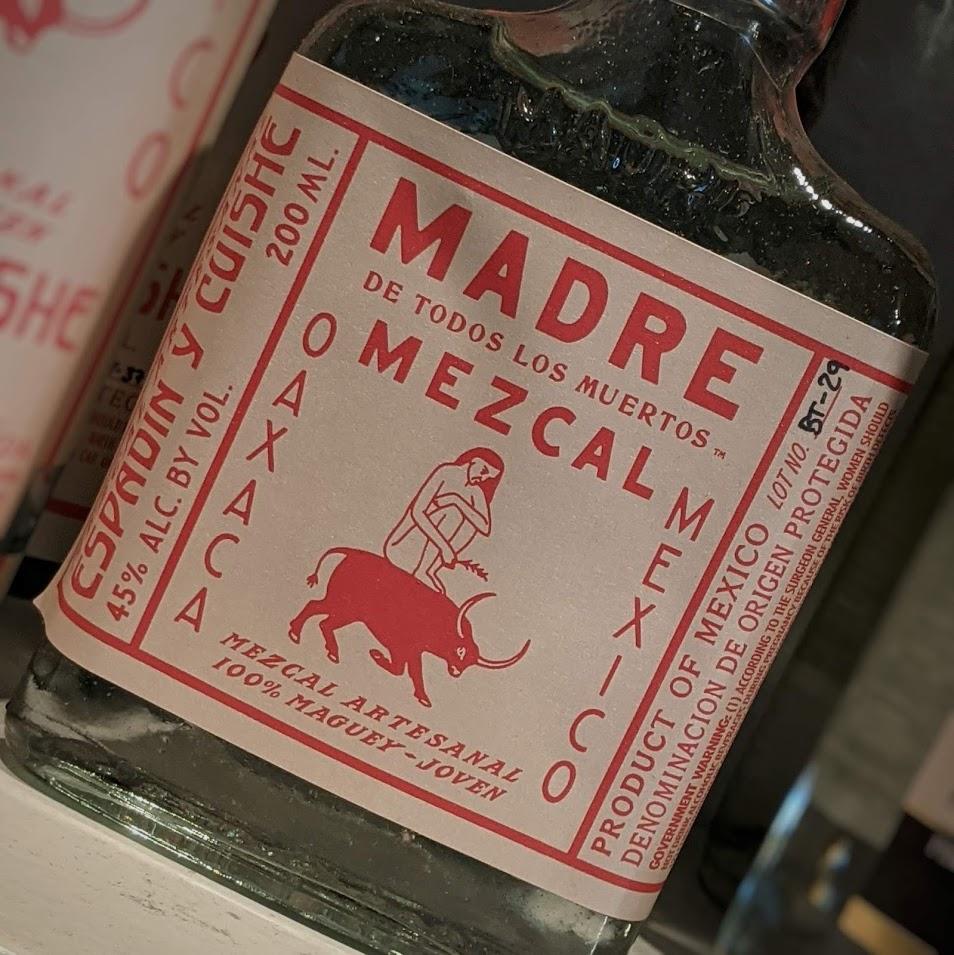 MADRE
DE TODOS LOS MUERTOS™
MEZCAL
OAXACA
MEXICO
MEZCAL ARTESANAL
100% MAGUEY-JOVEN
ESPADIN Y CUISHE
45% ALC. BY VOL.
200 ML.
LOT NO. BT-29
PRODUCT OF MEXICO
DENOMINACION DE ORIGEN PROTEGIDA
GOVERNMENT WARNING: (1) ACCORDING TO THE SURGEON GENERAL, WOMEN SHOULD
SHE